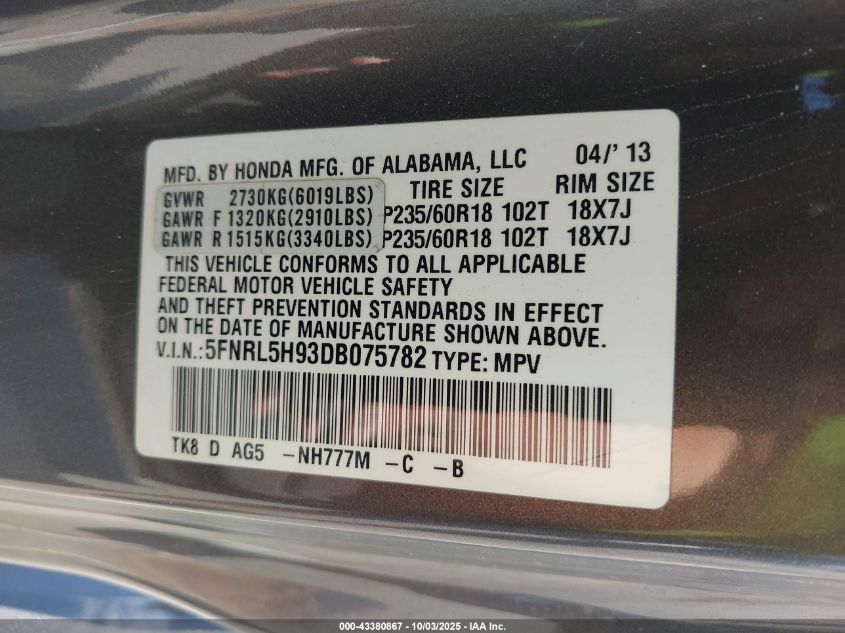 MFD. BY HONDA MFG. OF ALABAMA, LLC 04/' 13
GVWR 2730KG(6019LBS) TIRE SIZE RIM SIZE
GAWR F 1320KG(2910LBS) P235/60R18 102T 18X7J
GAWR R 1515KG(3340LBS) P235/60R18 102T 18X7J
THIS VEHICLE CONFORMS TO ALL APPLICABLE
FEDERAL MOTOR VEHICLE SAFETY
AND THEFT PREVENTION STANDARDS IN EFFECT
ON THE DATE OF MANUFACTURE SHOWN ABOVE.
V.I.N.:5FNRL5H93DB075782 TYPE: MPV
TK8 D AG5 –NH777M –C –B
000-43380867 - 10/03/2025 - IAA Inc.